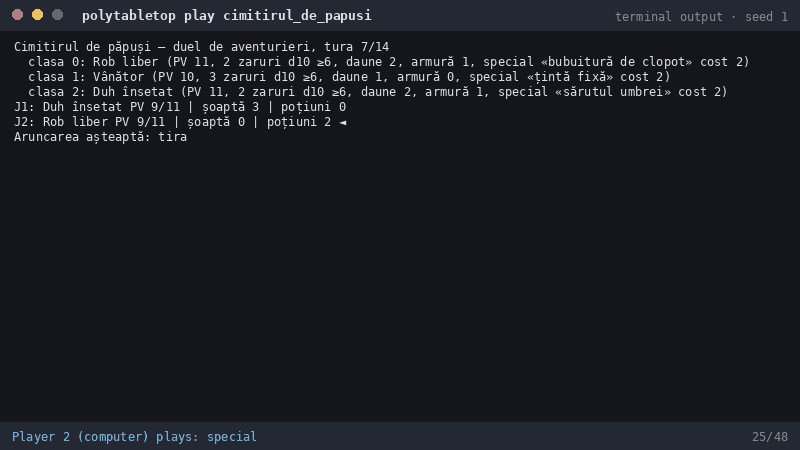 polytabletop play cimitirul_de_papusi
terminal output · seed 1
Cimitirul de păpuși — duel de aventurieri, tura 7/14
clasa 0: Rob liber (PV 11, 2 zaruri d10 ≥6, daune 2, armură 1, special «bubuitură de clopot» cost 2)
clasa 1: Vânător (PV 10, 3 zaruri d10 ≥6, daune 1, armură 0, special «țintă fixă» cost 2)
clasa 2: Duh însetat (PV 11, 2 zaruri d10 ≥6, daune 2, armură 1, special «sărutul umbrei» cost 2)
J1: Duh însetat PV 9/11 | șoaptă 3 | poțiuni 0
J2: Rob liber PV 9/11 | șoaptă 0 | poțiuni 2 ◄
Aruncarea așteaptă: tira
Player 2 (computer) plays: special
25/48